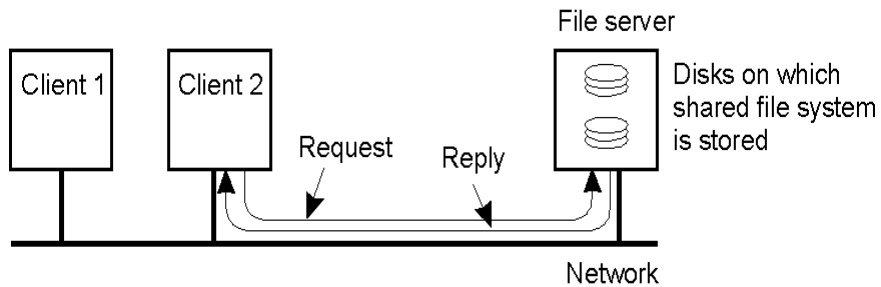 File server
Client 1
Client 2
Disks on which
shared file system
is stored
Request
Reply
Network